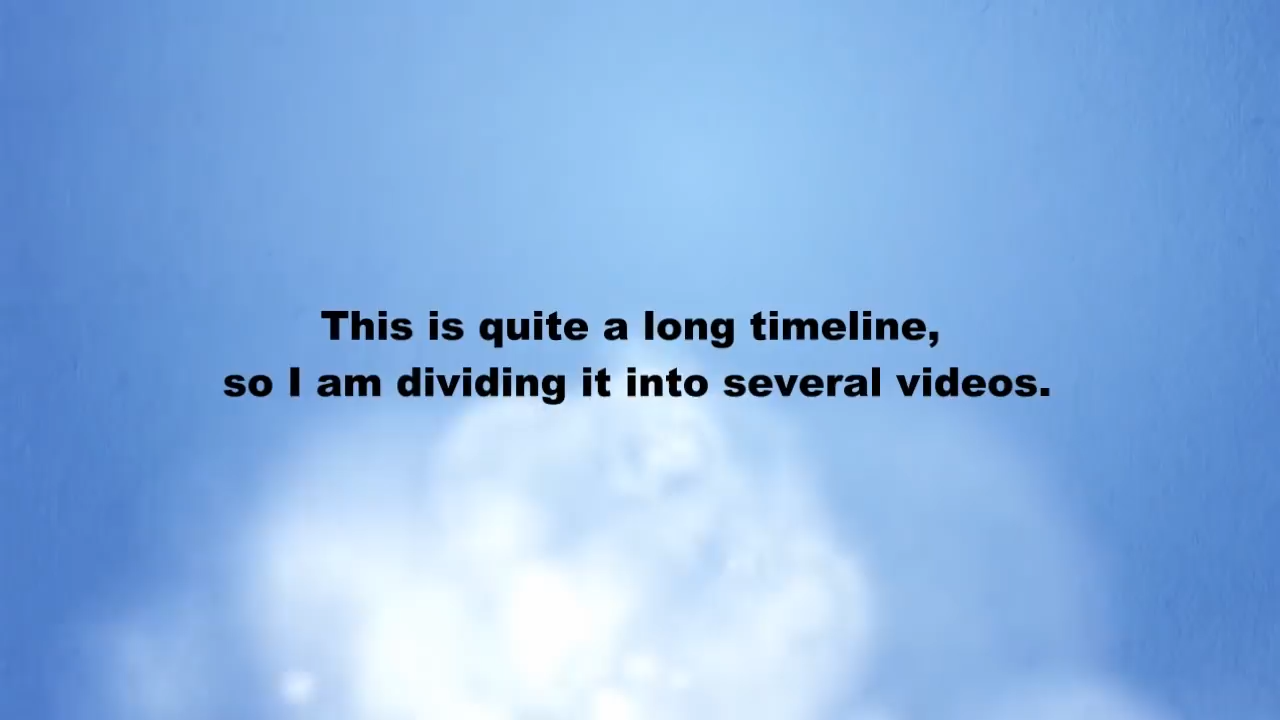 This is quite a long timeline,
so I am dividing it into several videos.